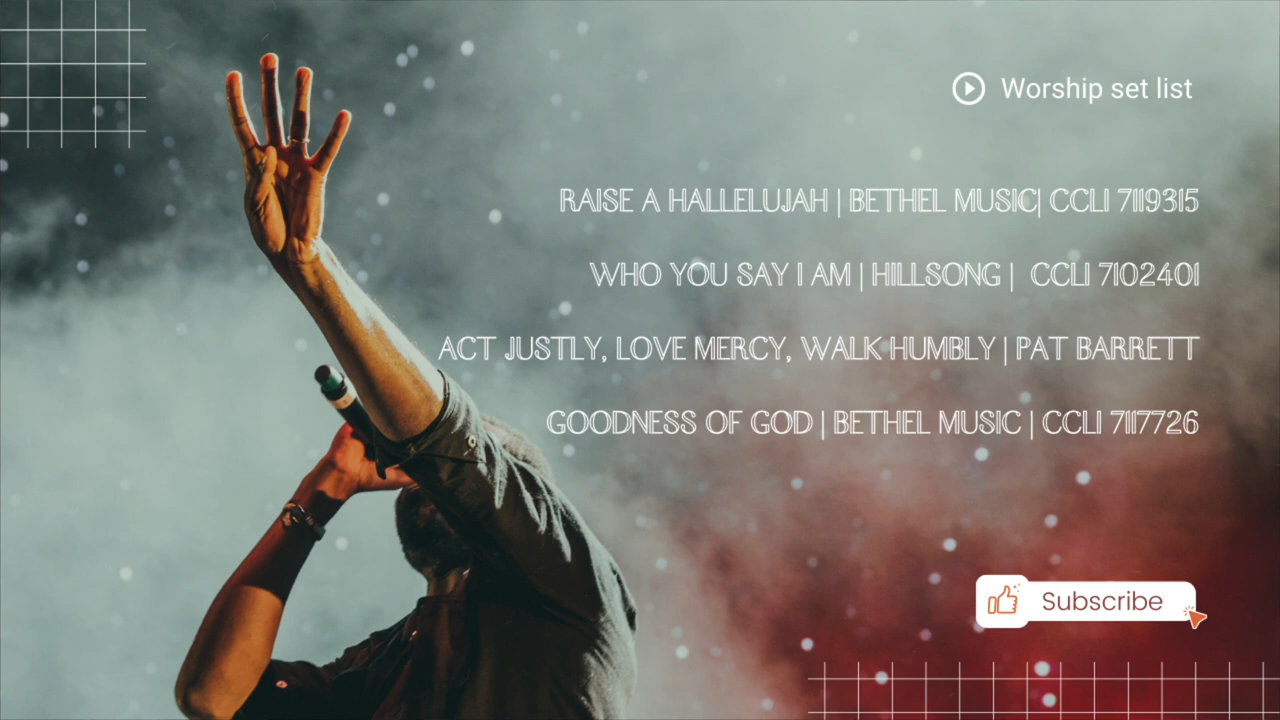 Worship set list
RAISE A HALLELUJAH | BETHEL MUSIC| CCLI 7119315
WHO YOU SAY I AM | HILLSONG | CCLI 7102401
ACT JUSTLY, LOVE MERCY, WALK HUMBLY | PAT BARRETT
GOODNESS OF GOD | BETHEL MUSIC | CCLI 7117726
Subscribe